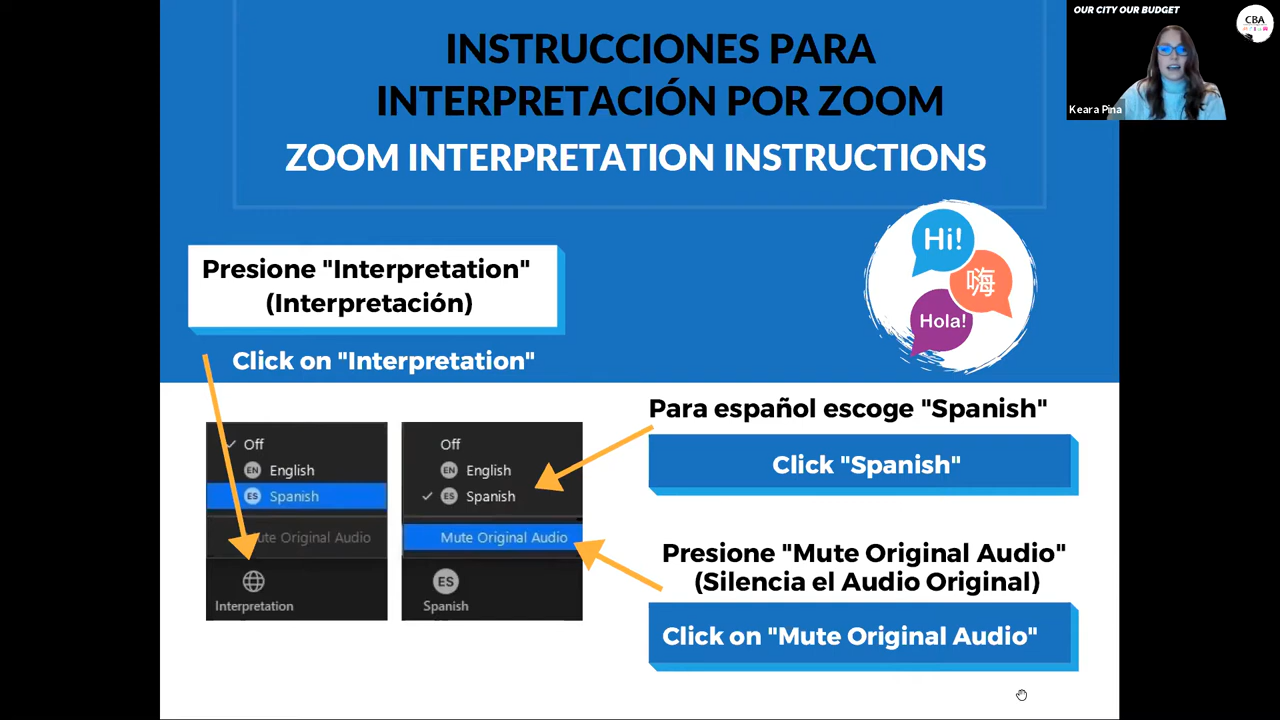 OUR CITY OUR BUDGET
CBA
Keara Pina
INSTRUCCIONES PARA
INTERPRETACIÓN POR ZOOM
ZOOM INTERPRETATION INSTRUCTIONS
Hi!
嗨
Hola!
Presione "Interpretation"
(Interpretación)
Click on "Interpretation"
Off
EN English
ES Spanish
ute Original Audio
Interpretation
Off
EN English
ES Spanish
Mute Original Audio
ES
Spanish
Para español escoge "Spanish"
Click "Spanish"
Presione "Mute Original Audio"
(Silencia el Audio Original)
Click on "Mute Original Audio"